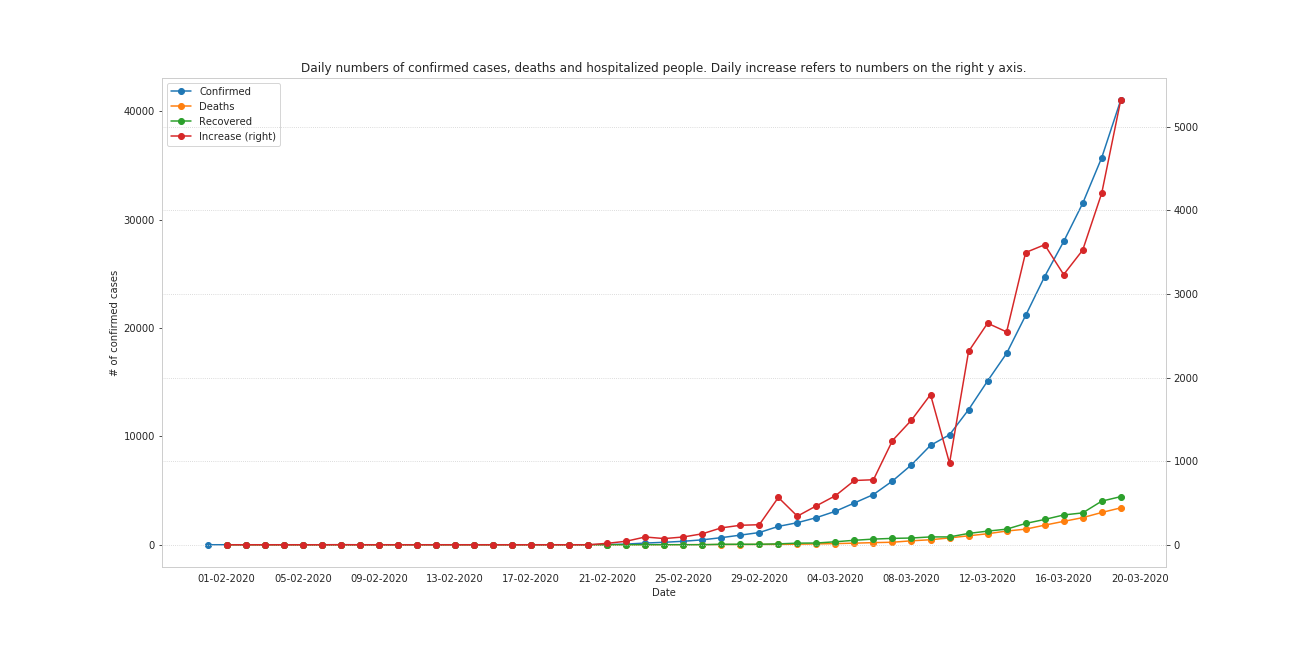 Daily numbers of confirmed cases, deaths and hospitalized people. Daily increase refers to numbers on the right y axis.
Confirmed
Deaths
Recovered
Increase (right)
40000
30000
20000
10000
0
# of confirmed cases
5000
4000
3000
2000
1000
0
01-02-2020 05-02-2020 09-02-2020 13-02-2020 17-02-2020 21-02-2020 25-02-2020 29-02-2020 04-03-2020 08-03-2020 12-03-2020 16-03-2020 20-03-2020
Date